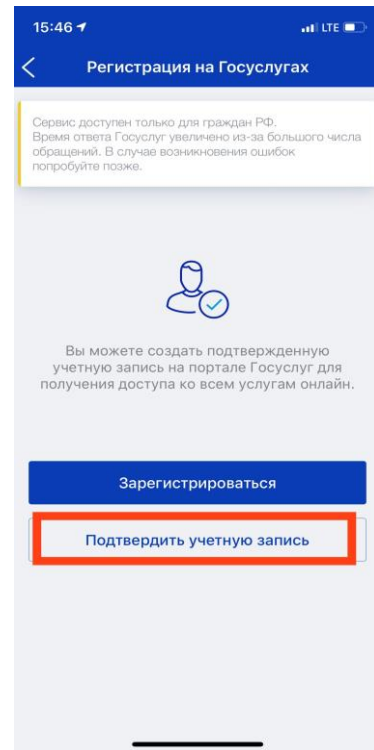 15:46
LTE
Регистрация на Госуслугах
Сервис доступен только для граждан РФ.
Время ответа Госуслуг увеличено из-за большого числа
обращений. В случае возникновения ошибок
попробуйте позже.
Вы можете создать подтвержденную
учетную запись на портале Госуслуг для
получения доступа ко всем услугам онлайн.
Зарегистрироваться
Подтвердить учетную запись